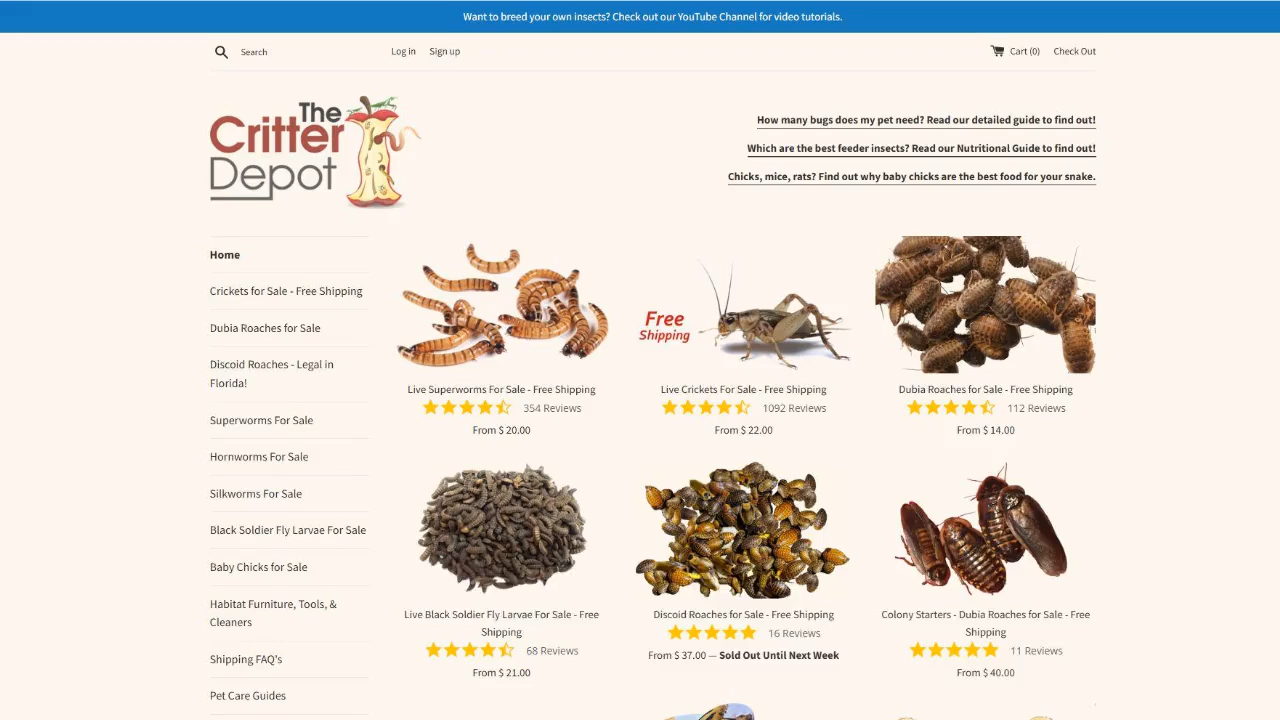 Want to breed your own insects? Check out our YouTube Channel for video tutorials.
Search
Log in
Sign up
Cart (0)
Check Out
The
Critter
Depot
How many bugs does my pet need? Read our detailed guide to find out!
Which are the best feeder insects? Read our Nutritional Guide to find out!
Chicks, mice, rats? Find out why baby chicks are the best food for your snake.
Home
Crickets for Sale - Free Shipping
Dubia Roaches for Sale
Discoid Roaches - Legal in
Florida!
Superworms For Sale
Hornworms For Sale
Silkworms For Sale
Black Soldier Fly Larvae For Sale
Baby Chicks for Sale
Habitat Furniture, Tools, &
Cleaners
Shipping FAQ's
Pet Care Guides
Live Superworms For Sale - Free Shipping
354 Reviews
From $ 20.00
Free
Shipping
Live Crickets For Sale - Free Shipping
1092 Reviews
From $ 22.00
Dubia Roaches for Sale - Free Shipping
112 Reviews
From $ 14.00
Live Black Soldier Fly Larvae For Sale - Free
Shipping
68 Reviews
From $ 21.00
Discoid Roaches for Sale - Free Shipping
16 Reviews
From $ 37.00 — Sold Out Until Next Week
Colony Starters - Dubia Roaches for Sale - Free
Shipping
11 Reviews
From $ 40.00